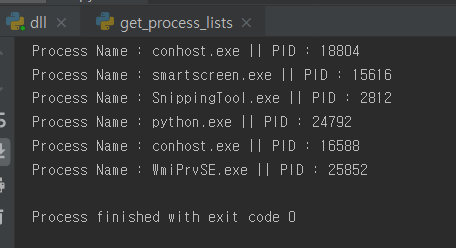 dll
get_process_lists
Process Name : conhost.exe || PID : 18804
Process Name : smartscreen.exe || PID : 15616
Process Name : SnippingTool.exe || PID : 2812
Process Name : python.exe || PID : 24792
Process Name : conhost.exe || PID : 16588
Process Name : WmiPrvSE.exe || PID : 25852
Process finished with exit code 0